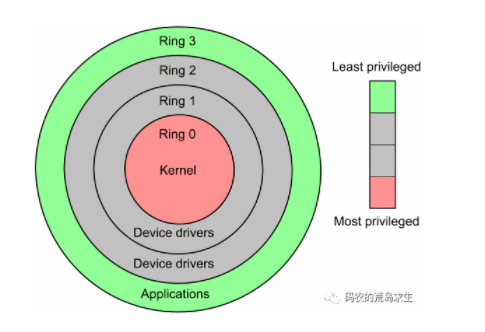 Ring 3
Ring 2
Ring 1
Ring 0
Kernel
Device drivers
Device drivers
Applications
Least privileged
Most privileged
码农的荒岛求生